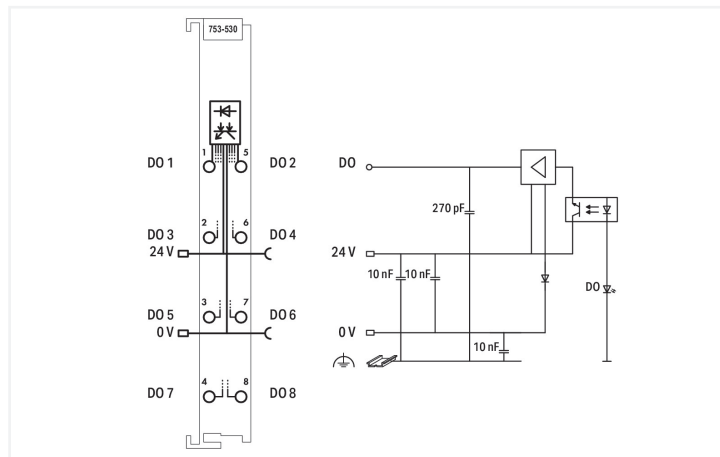 753-530
1 5
DO 1 DO 2
2 6
DO 3 DO 4
24 V
3 7
DO 5 DO 6
0 V
4 8
DO 7 DO 8
DO
270 pF
24 V
10 nF 10 nF
DO
0 V
10 nF